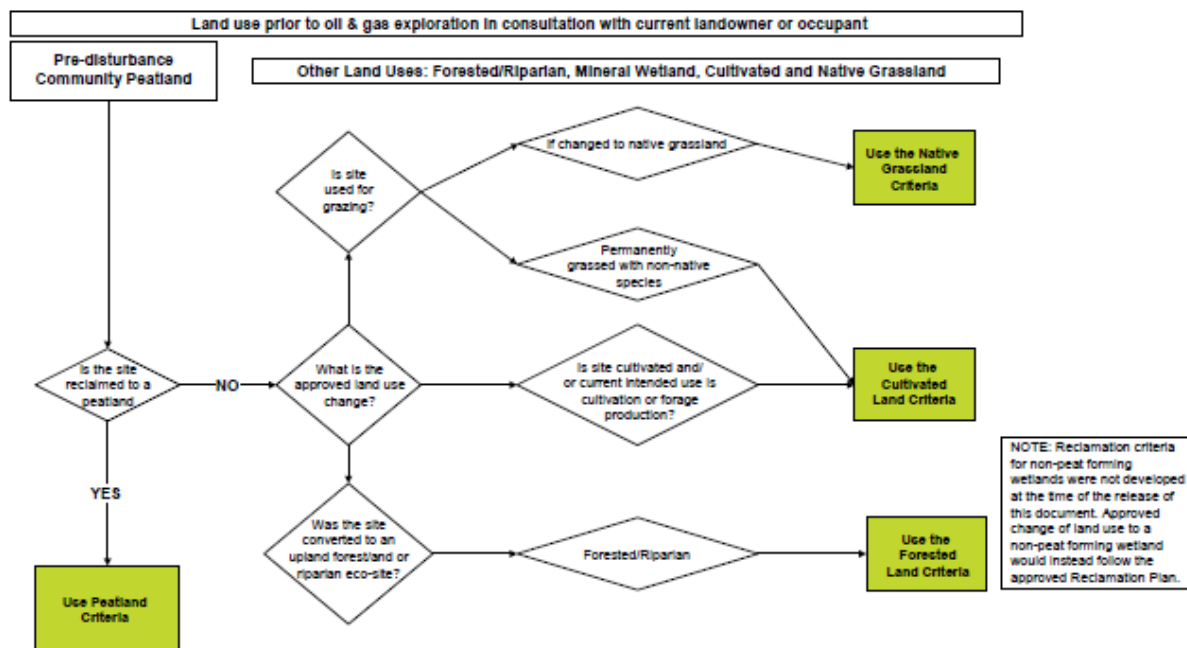 Land use prior to oil & gas exploration in consultation with current landowner or occupant
Pre-disturbance
Community Peatland
Other Land Uses: Forested/Riparian, Mineral Wetland, Cultivated and Native Grassland
If changed to native grassland
Use the Native
Grassland
Criteria
Is site
used for
grazing?
Permanently
grassed with non-native
species
Is the site
reclaimed to a
peatland
NO
What is the
approved land use
change?
Is site cultivated and/
or current intended use is
cultivation or forage
production?
Use the
Cultivated
Land Criteria
NOTE: Reclamation criteria
for non-peat forming
wetlands were not developed
at the time of the release of
this document. Approved
change of land use to a
non-peat forming wetland
would instead follow the
approved Reclamation Plan.
YES
Was the site
converted to an
upland forest/land or
riparian eco-site?
Forested/Riparian
Use the
Forested
Land Criteria
Use Peatland
Criteria